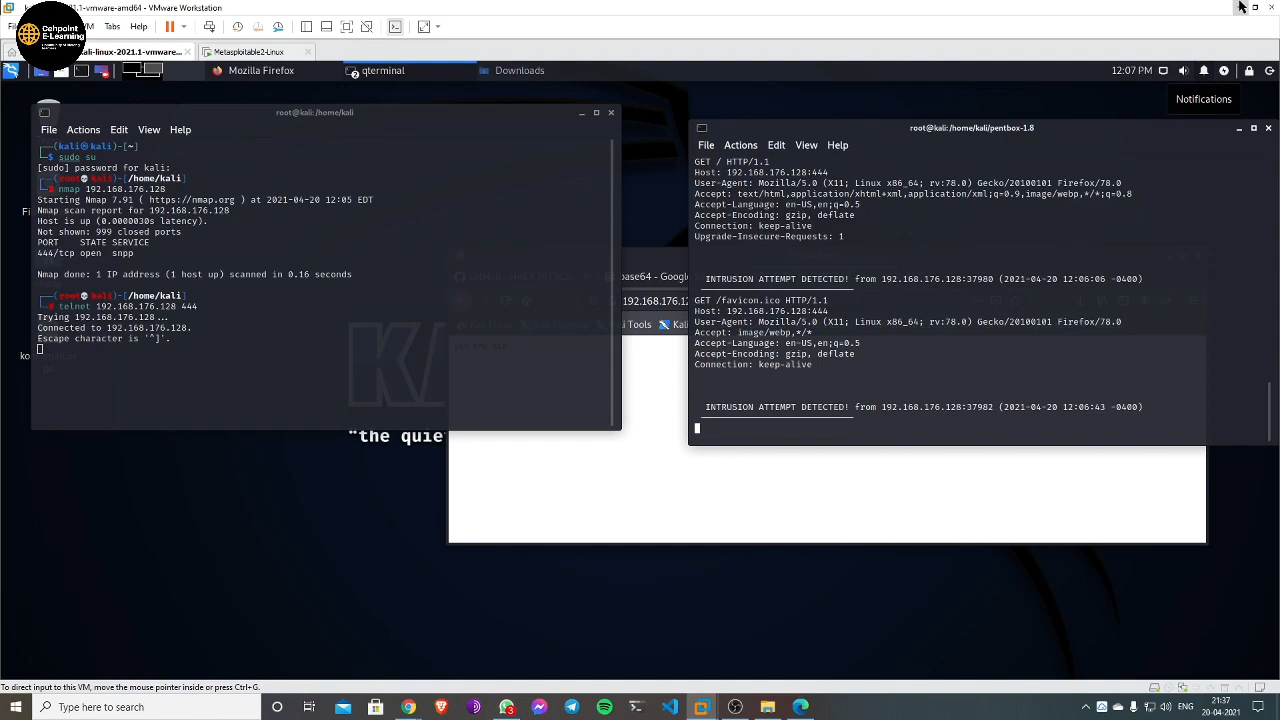 kali-linux-2021.1-vmware-amd64 - VMware Workstation
VM Tabs Help
Cehpoint
E-Learning
kali-linux-2021.1-vmware...
Metasploitable2-Linux
Mozilla Firefox
qterminal
Downloads
12:07 PM
Notifications
root@kali: /home/kali
File Actions Edit View Help
┌──(kali㉿kali)-[~]
└─$ sudo su
[sudo] password for kali:
┌──(root💀kali)-[/home/kali]
└─# nmap 192.168.176.128
Starting Nmap 7.91 ( https://nmap.org ) at 2021-04-20 12:05 EDT
Nmap scan report for 192.168.176.128
Host is up (0.0000030s latency).
Not shown: 999 closed ports
PORT    STATE SERVICE
444/tcp open  snpp
Nmap done: 1 IP address (1 host up) scanned in 0.16 seconds
┌──(root💀kali)-[/home/kali]
└─# telnet 192.168.176.128 444
Trying 192.168.176.128...
Connected to 192.168.176.128.
Escape character is '^]'.
"the quie
base64 - Google
192.168.176.12
li Tools
Kali
root@kali: /home/kali/pentbox-1.8
File Actions Edit View Help
GET / HTTP/1.1
Host: 192.168.176.128:444
User-Agent: Mozilla/5.0 (X11; Linux x86_64; rv:78.0) Gecko/20100101 Firefox/78.0
Accept: text/html,application/xhtml+xml,application/xml;q=0.9,image/webp,*/*;q=0.8
Accept-Language: en-US,en;q=0.5
Accept-Encoding: gzip, deflate
Connection: keep-alive
Upgrade-Insecure-Requests: 1
INTRUSION ATTEMPT DETECTED! from 192.168.176.128:37980 (2021-04-20 12:06:06 -0400)
GET /favicon.ico HTTP/1.1
Host: 192.168.176.128:444
User-Agent: Mozilla/5.0 (X11; Linux x86_64; rv:78.0) Gecko/20100101 Firefox/78.0
Accept: image/webp,*/*
Accept-Language: en-US,en;q=0.5
Accept-Encoding: gzip, deflate
Connection: keep-alive
INTRUSION ATTEMPT DETECTED! from 192.168.176.128:37982 (2021-04-20 12:06:43 -0400)
To direct input to this VM, move the mouse pointer inside or press Ctrl+G.
Type here to search
3
ENG
21:37
20-04-2021